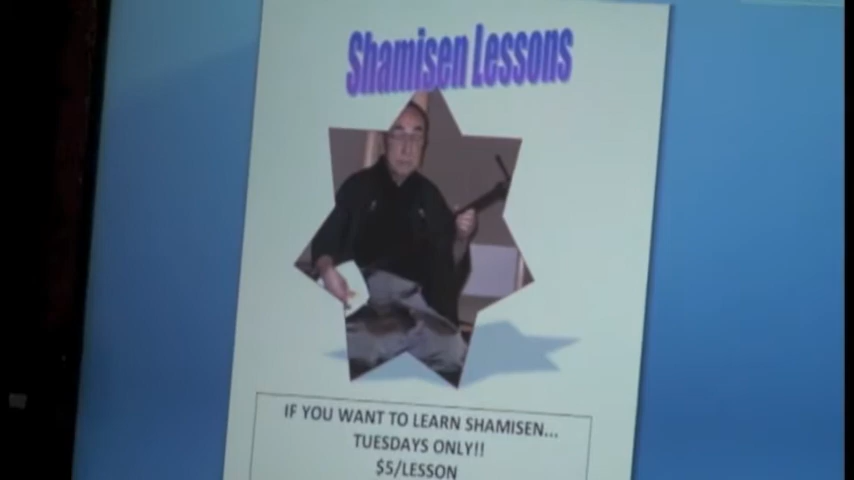 Shamisen Lessons
IF YOU WANT TO LEARN SHAMISEN...
TUESDAYS ONLY!!
$5/LESSON